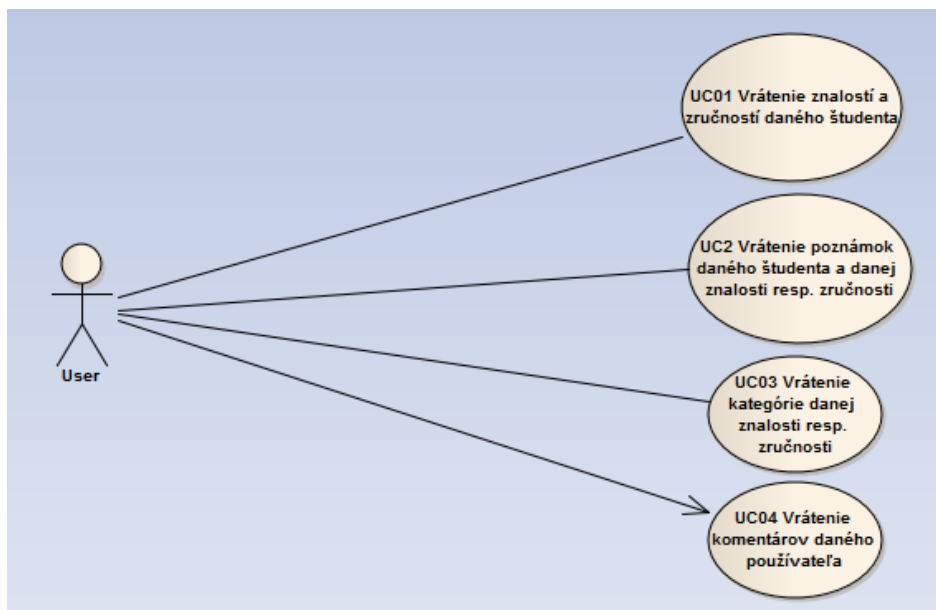 UC01 Vrátenie znalostí a
zručností daného študenta
UC2 Vrátenie poznámok
daného študenta a danej
znalosti resp. zručnosti
User
UC03 Vrátenie
kategórie danej
znalosti resp.
zručnosti
UC04 Vrátenie
komentárov daného
používateľa